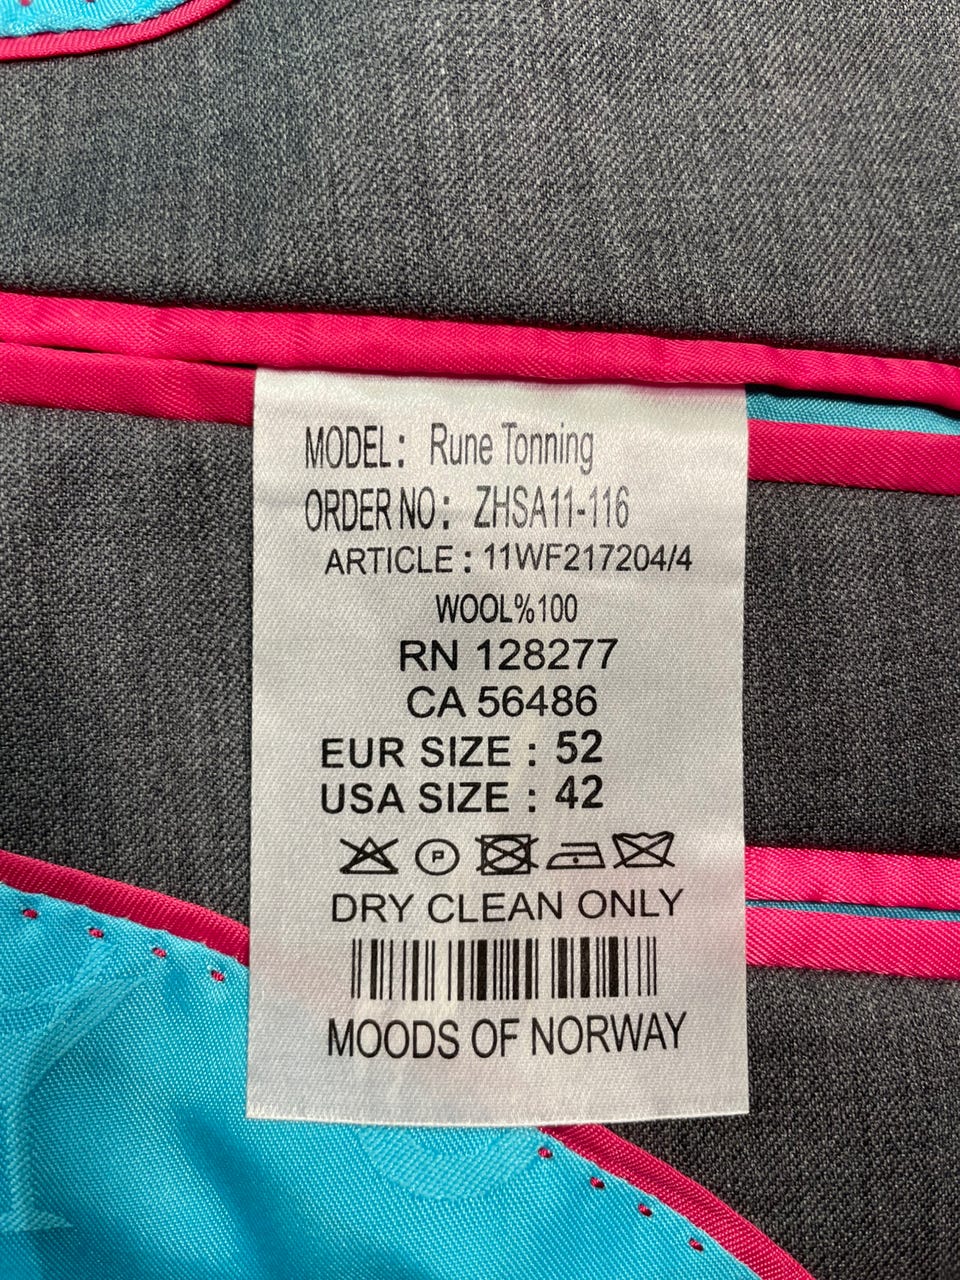 MODEL: Rune Tonning
ORDER NO: ZHSA11-116
ARTICLE : 11WF217204/4
WOOL%100
RN 128277
CA 56486
EUR SIZE : 52
USA SIZE : 42
P
DRY CLEAN ONLY
MOODS OF NORWAY